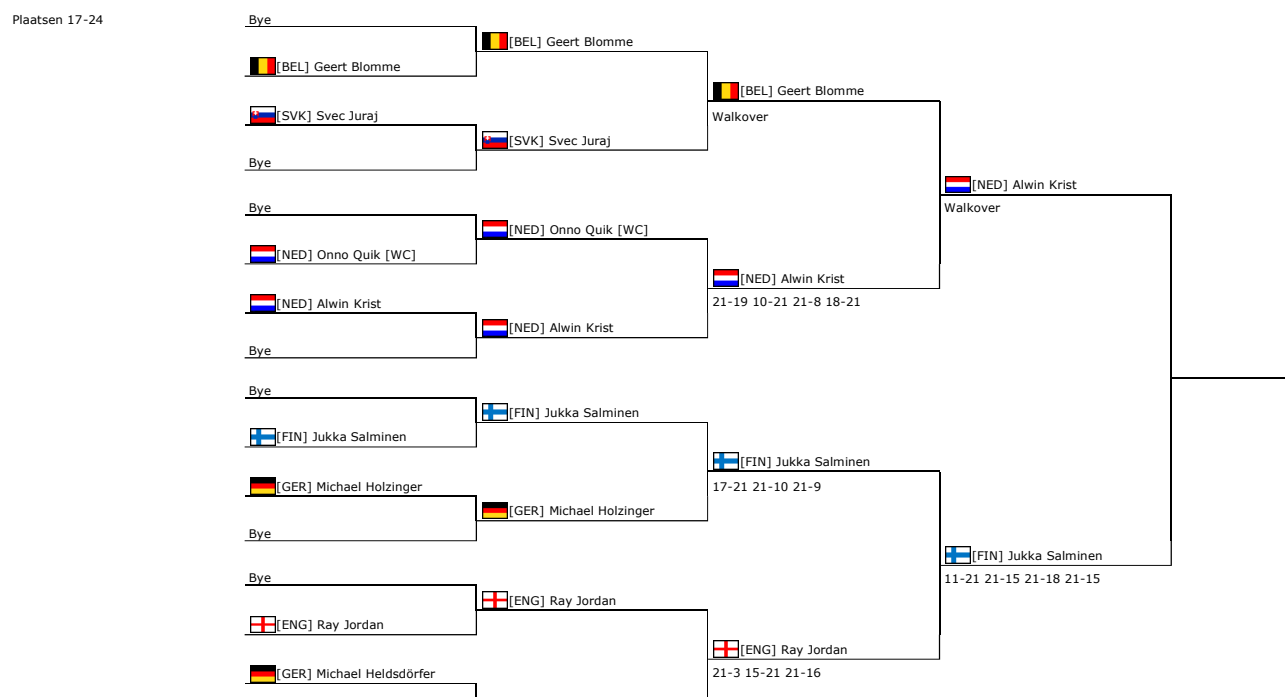 Plaatsen 17-24
Bye
[BEL] Geert Blomme
[BEL] Geert Blomme
[BEL] Geert Blomme
Walkover
[SVK] Svec Juraj
[SVK] Svec Juraj
Bye
[NED] Alwin Krist
Walkover
Bye
[NED] Onno Quik [WC]
[NED] Onno Quik [WC]
[NED] Alwin Krist
21-19 10-21 21-8 18-21
[NED] Alwin Krist
[NED] Alwin Krist
Bye
Bye
[FIN] Jukka Salminen
[FIN] Jukka Salminen
[FIN] Jukka Salminen
17-21 21-10 21-9
[GER] Michael Holzinger
[GER] Michael Holzinger
Bye
[FIN] Jukka Salminen
11-21 21-15 21-18 21-15
Bye
[ENG] Ray Jordan
[ENG] Ray Jordan
[ENG] Ray Jordan
21-3 15-21 21-16
[GER] Michael Heldsdörfer